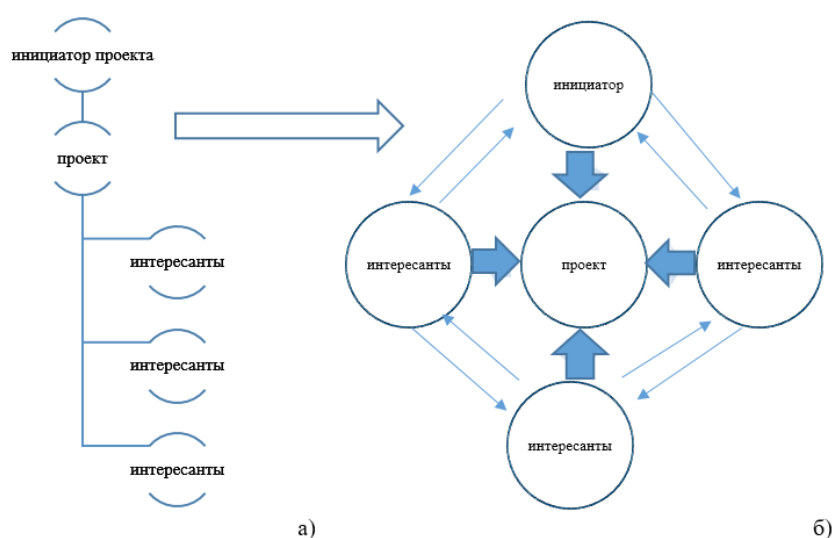 инициатор проекта
проект
интересанты
интересанты
интересанты
а)
инициатор
интересанты
проект
интересанты
интересанты
б)